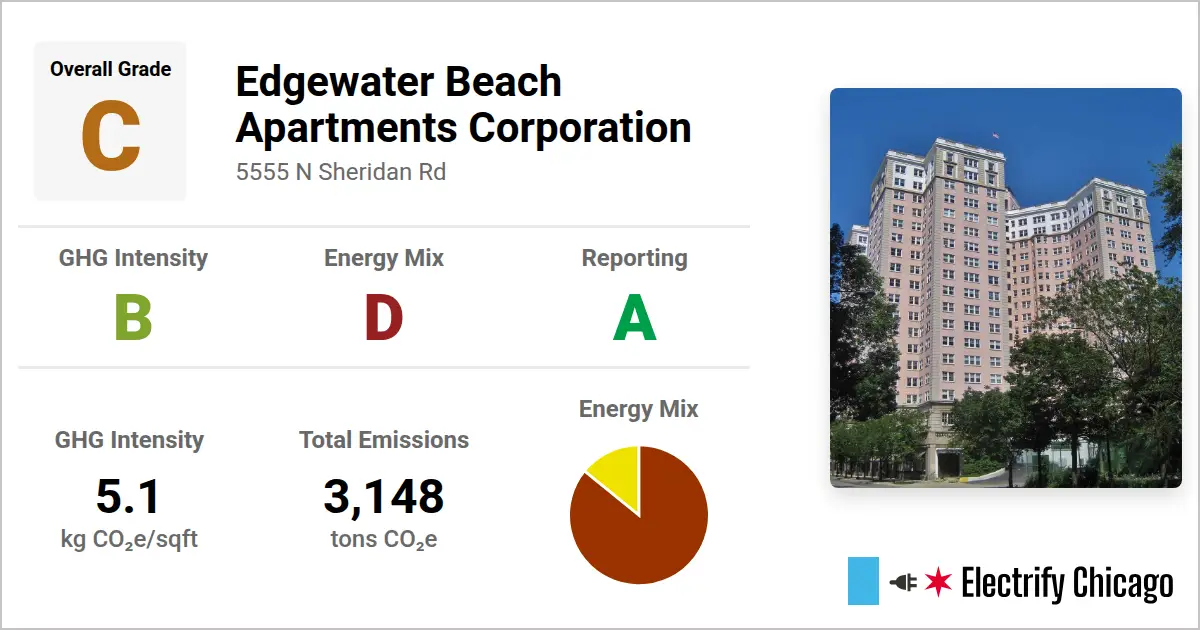 Overall Grade
C
Edgewater Beach
Apartments Corporation
5555 N Sheridan Rd
GHG Intensity
B
Energy Mix
D
Reporting
A
GHG Intensity
5.1
kg CO₂e/sqft
Total Emissions
3,148
tons CO₂e
Energy Mix
Electrify Chicago